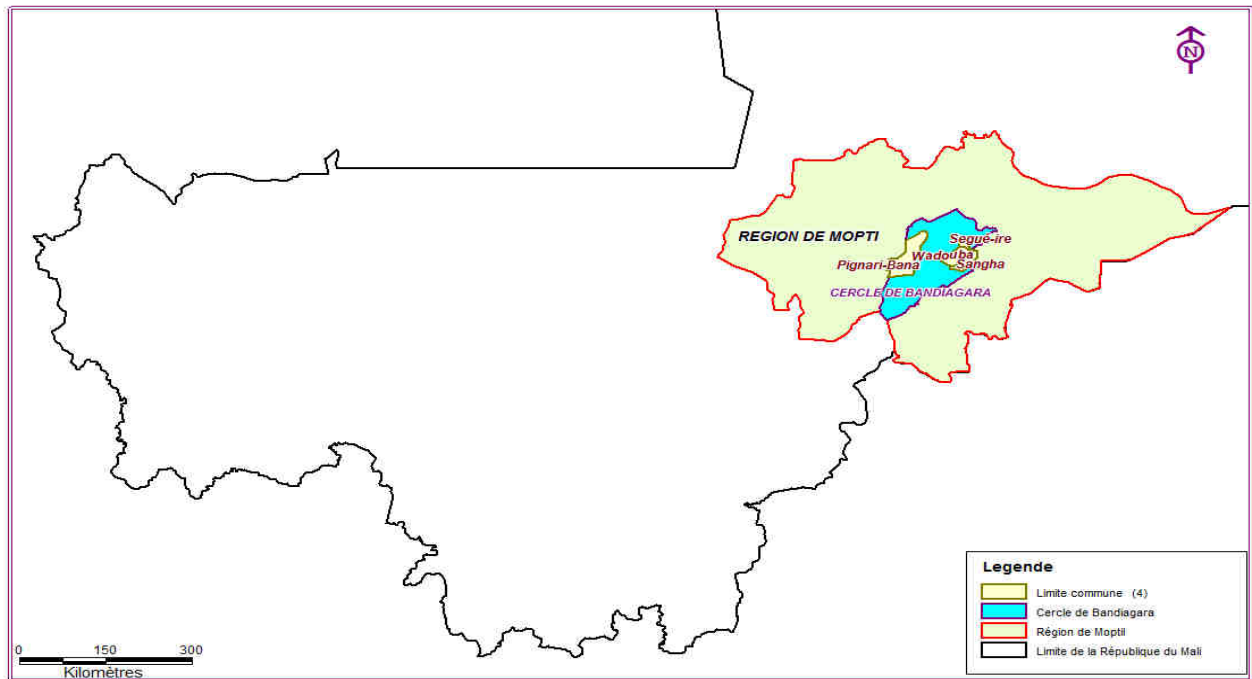 N
REGION DE MOPTI
Segué-ire
Wadouba
Pignari-Bana
Sangha
CERCLE DE BANDIAGARA
Legende
Limite commune (4)
Cercle de Bandiagara
Région de Moptil
Limite de la République du Mali
0 150 300
Kilomètres